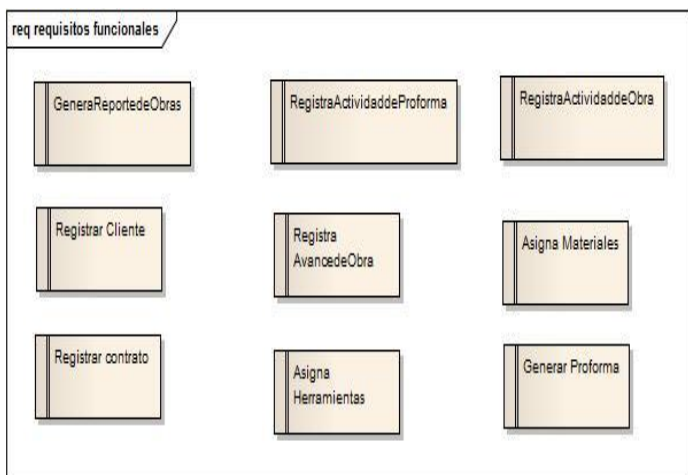 req requisitos funcionales
GeneraReportedeObras
RegistraActividaddeProforma
RegistraActividaddeObra
Registrar Cliente
Registra
AvancedeObra
Asigna Materiales
Registrar contrato
Asigna
Herramientas
Generar Proforma